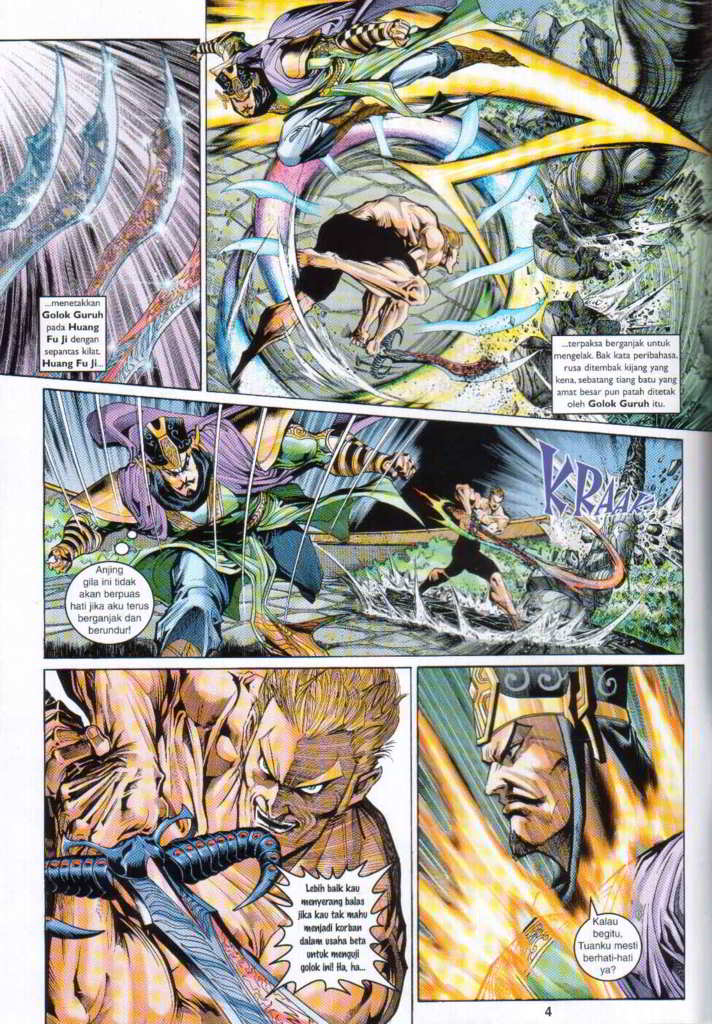 ...menetakkan
Golok Guruh
pada Huang
Fu Ji dengan
sepantas kilat.
Huang Fu Ji...
...terpaksa berganjak untuk
mengelak. Bak kata peribahasa,
rusa ditembak kijang yang
kena, sebatang tiang batu yang
amat besar pun patah ditetak
oleh Golok Guruh itu.
KRAAK
Anjing
gila ini tidak
akan berpuas
hati jika aku terus
berganjak dan
berundur!
Lebih baik kau
menyerang balas
jika kau tak mahu
menjadi korban
dalam usaha beta
untuk menguji
golok ini! Ha, ha...
Kalau
begitu,
Tuanku mesti
berhati-hati
ya?
4